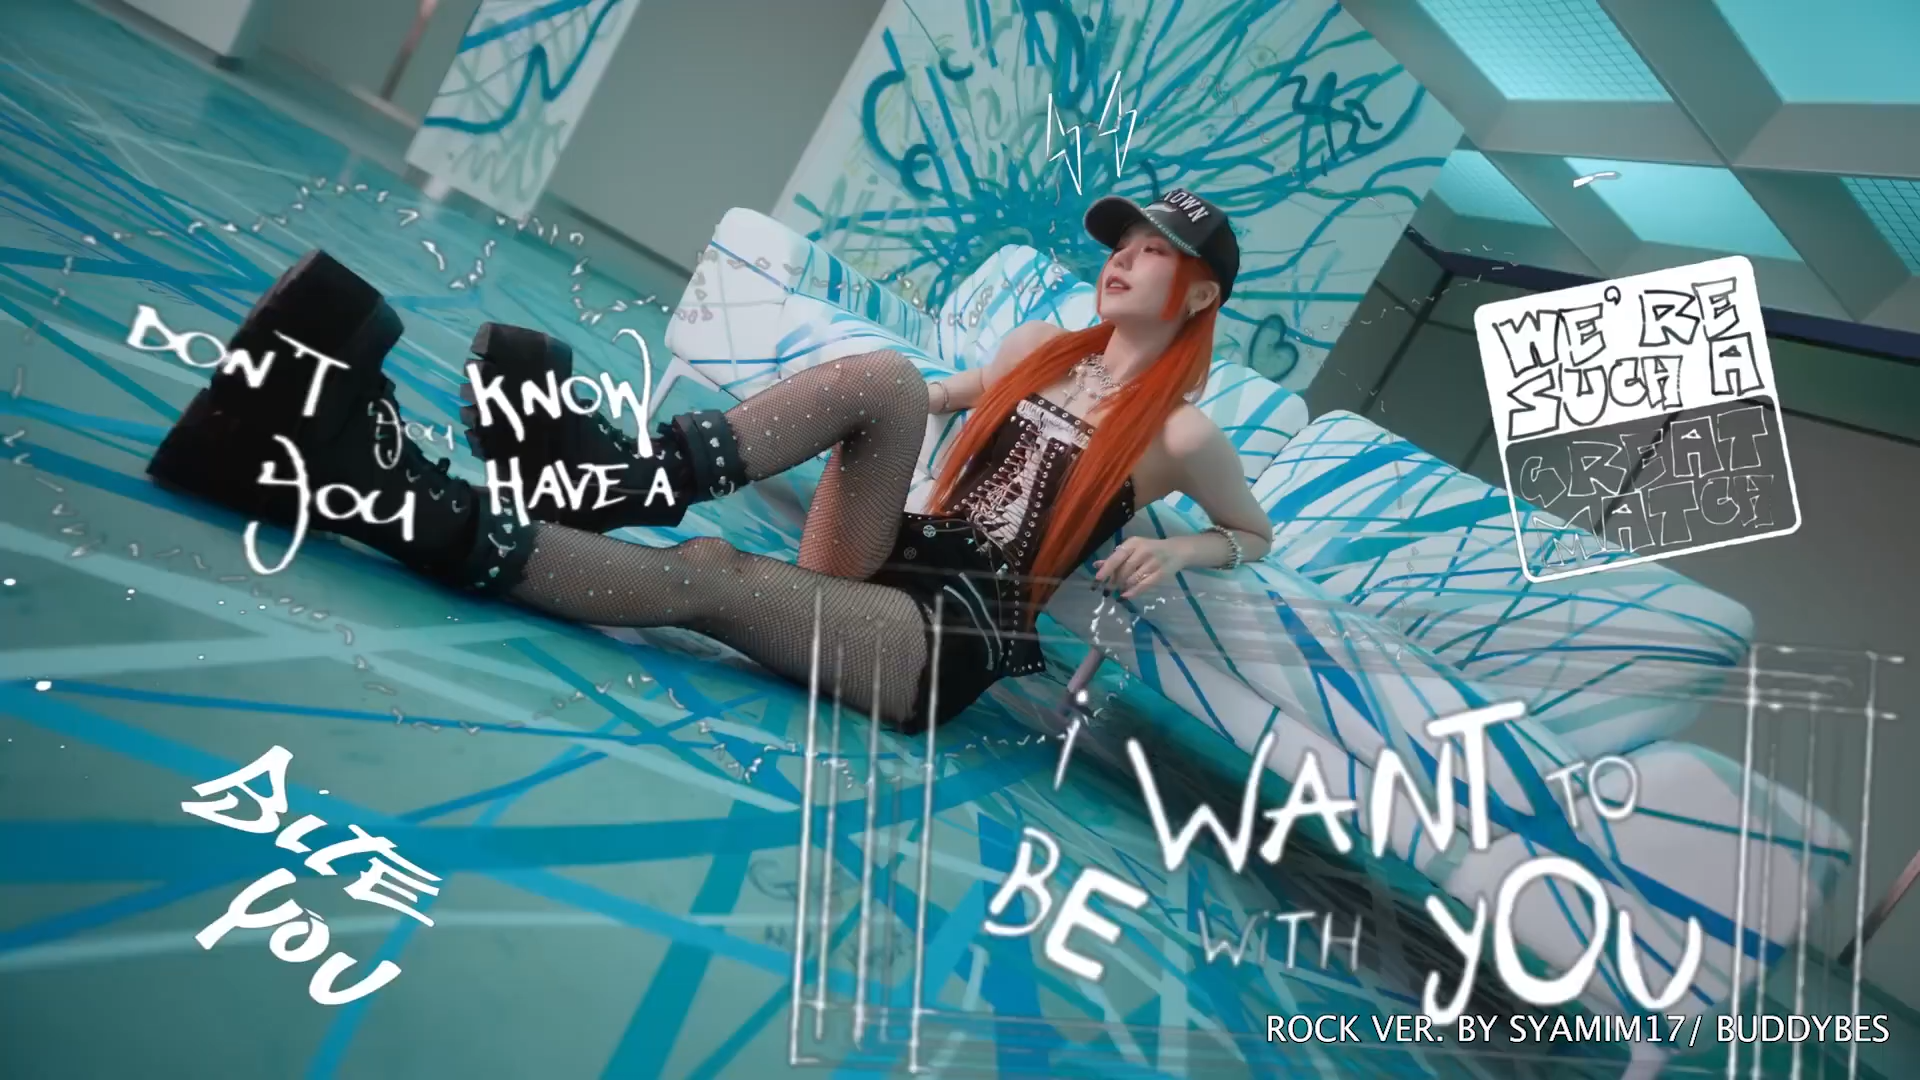 DON'T
you KNOW
you HAVE A
WE'RE
SUCH A
GREAT
MATCH
BITE
YOU
i WANT TO
BE WITH YOU
ROCK VER. BY SYAMIM17/ BUDDYBES